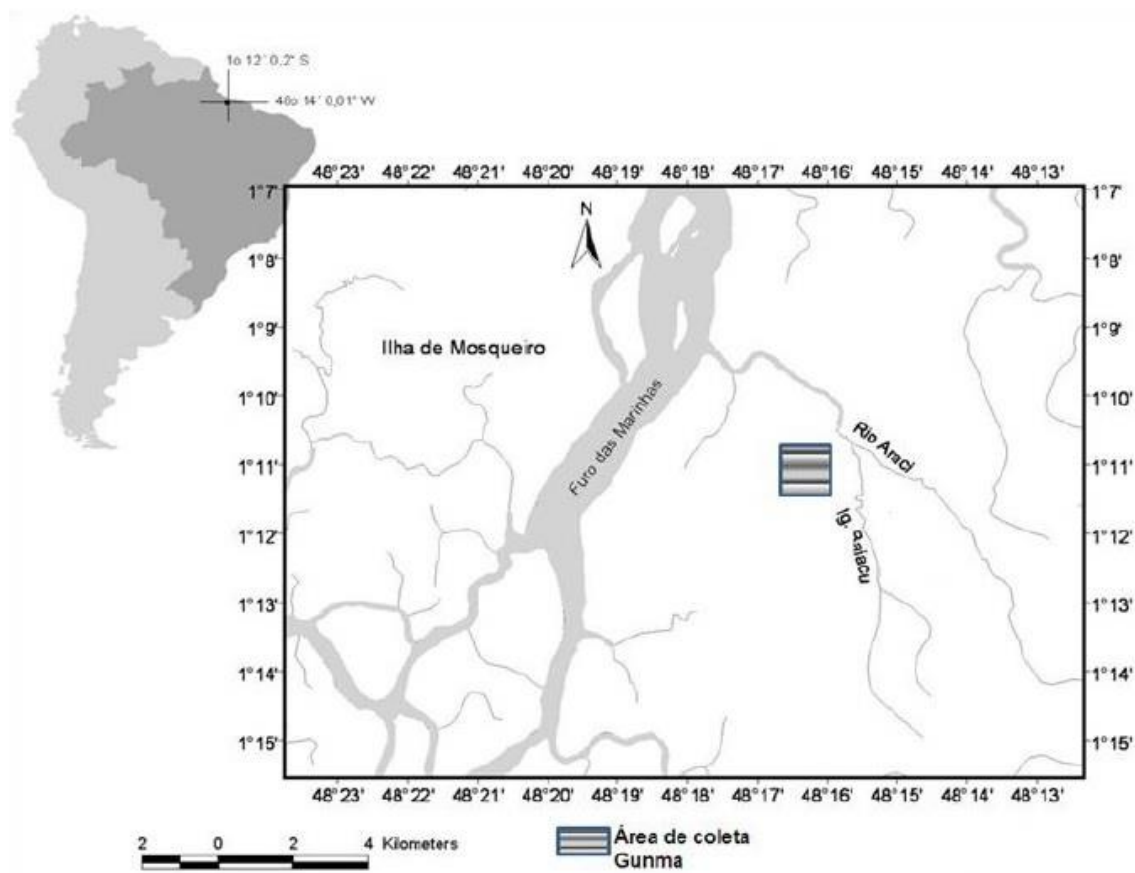 1o 12´ 0.2" S
48o 14´ 0,01" W
48°23' 48°22' 48°21' 48°20' 48°19' 48°18' 48°17' 48°16' 48°15' 48°14' 48°13'
1°7' 1°7'
N
1°8' 1°8'
1°9' 1°9'
Ilha de Mosqueiro
1°10' 1°10'
Furo das Marinhas
Rio Araci
1°11' 1°11'
Ig.
1°12' 1°12'
1°13' 1°13'
1°14' 1°14'
1°15' 1°15'
48°23' 48°22' 48°21' 48°20' 48°19' 48°18' 48°17' 48°16' 48°15' 48°14' 48°13'
2 0 2 4 Kilometers
Área de coleta
Gunma